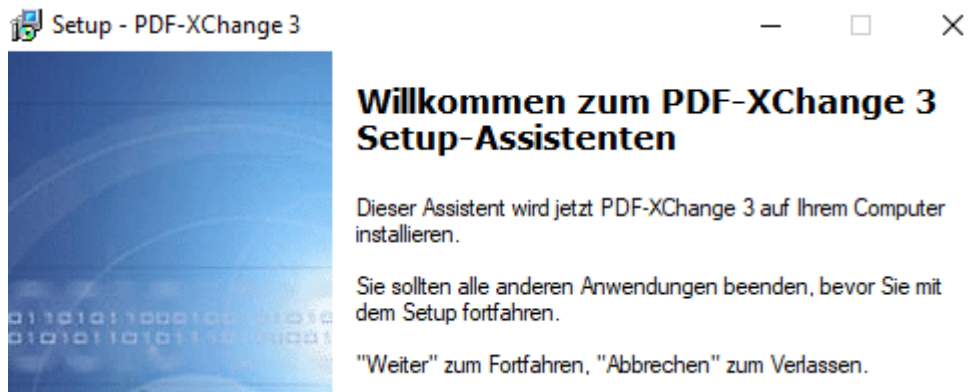 Setup - PDF-XChange 3
Willkommen zum PDF-XChange 3
Setup-Assistenten
Dieser Assistent wird jetzt PDF-XChange 3 auf Ihrem Computer
installieren.
Sie sollten alle anderen Anwendungen beenden, bevor Sie mit
dem Setup fortfahren.
"Weiter" zum Fortfahren, "Abbrechen" zum Verlassen.